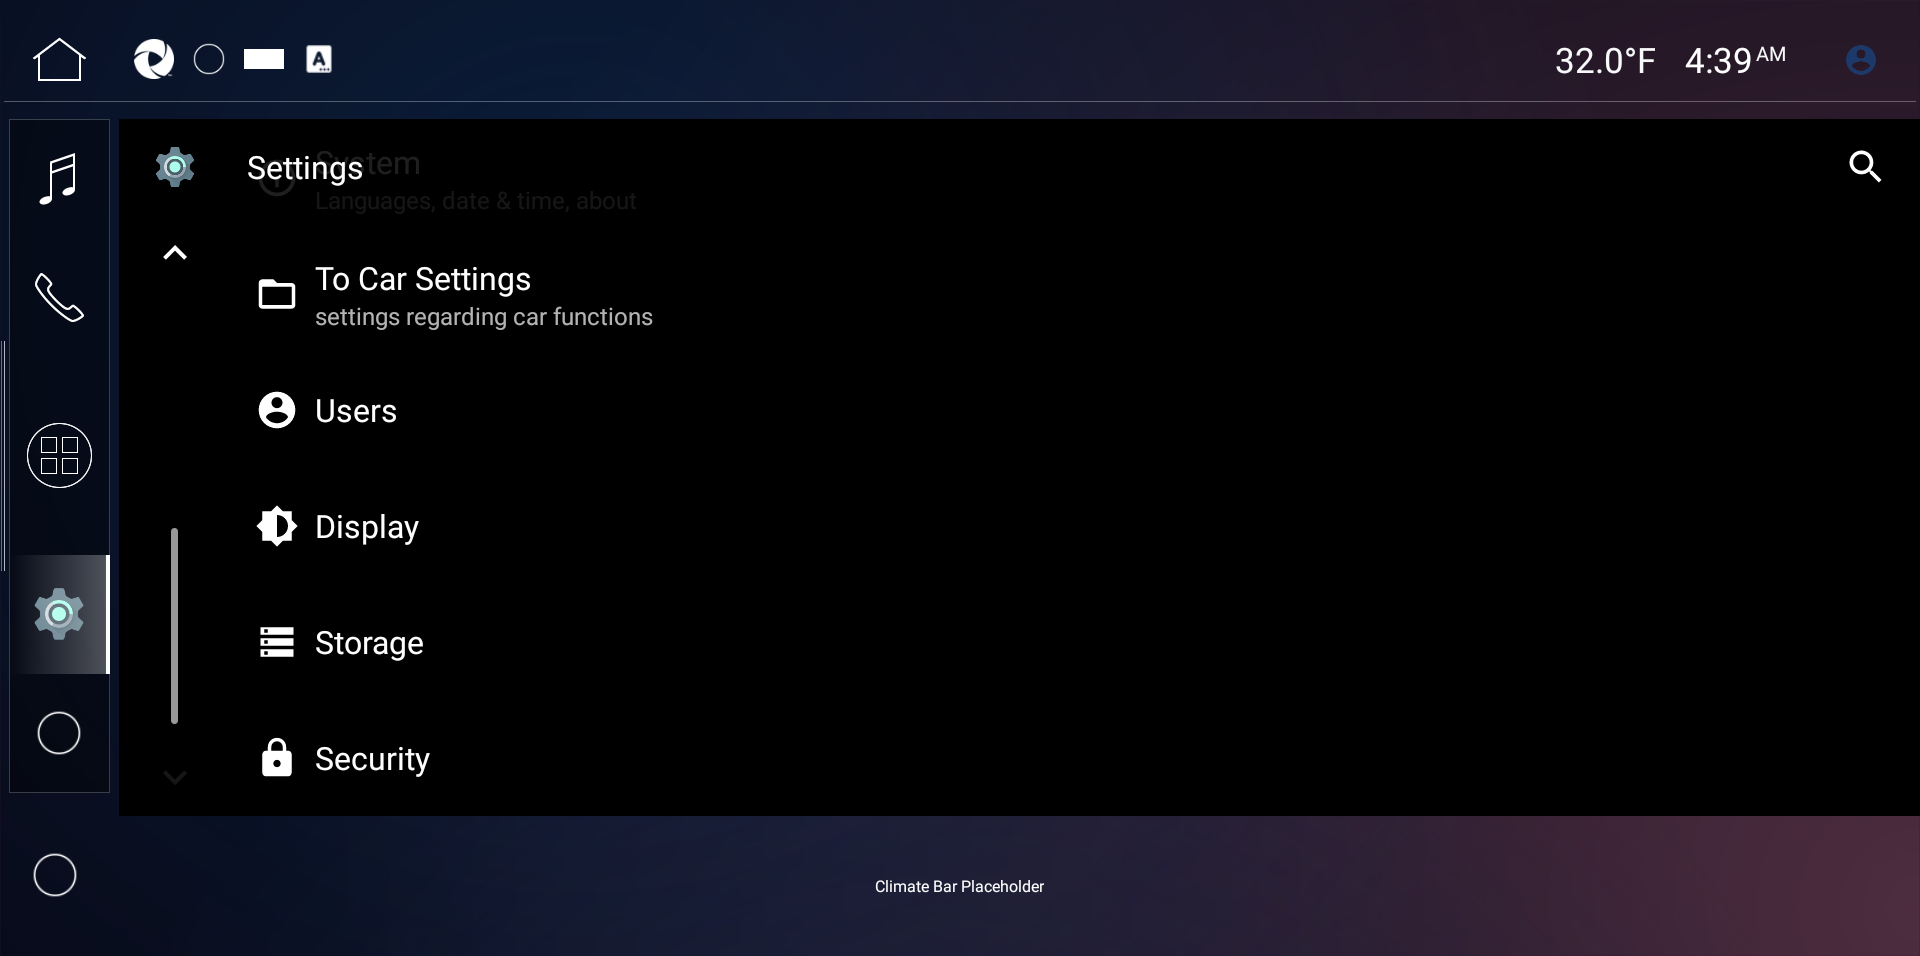 32.0°F 4:39 AM
A
Settings
System
Languages, date & time, about
To Car Settings
settings regarding car functions
Users
Display
Storage
Security
Climate Bar Placeholder